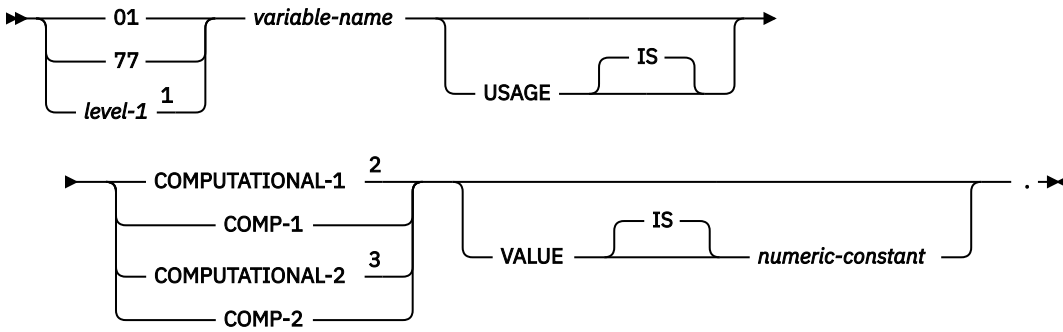 01 variable-name
77
level-1 1
IS
USAGE
COMPUTATIONAL-1 2
COMP-1
COMPUTATIONAL-2 3
COMP-2
IS
VALUE numeric-constant
.